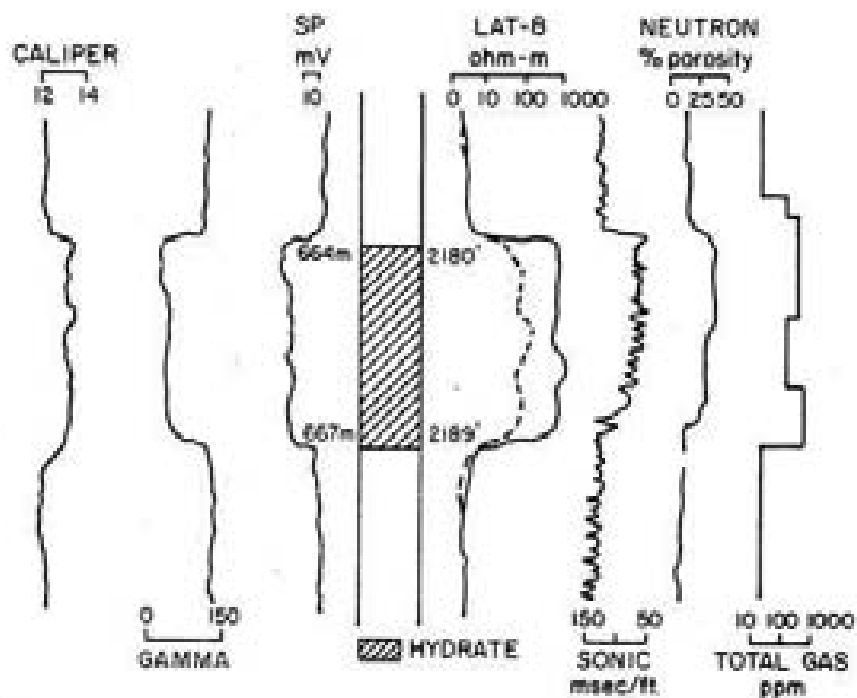 CALIPER
12 14
SP
mV
10
LAT-8
ohm-m
0 10 100 1000
NEUTRON
% porosity
0 25 50
664m 2180'
667m 2189'
0 150
GAMMA
HYDRATE
150 50
SONIC
msec/ft.
10 100 1000
TOTAL GAS
ppm